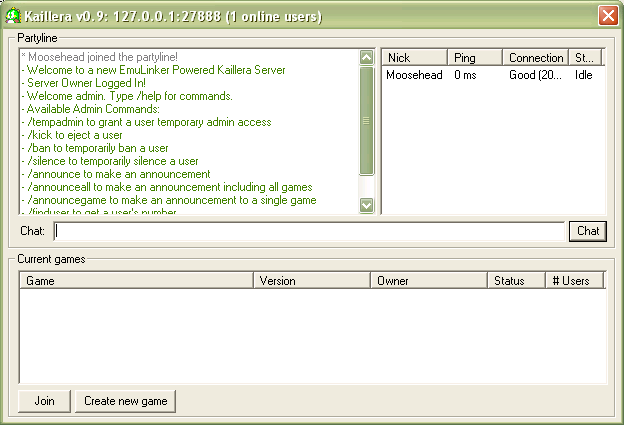 Kaillera v0.9: 127.0.0.1:27888 (1 online users)
Partyline
* Moosehead joined the partyline!
- Welcome to a new EmuLinker Powered Kaillera Server
- Server Owner Logged In!
- Welcome admin. Type /help for commands.
- Available Admin Commands:
- /tempadmin to grant a user temporary admin access
- /kick to eject a user
- /ban to temporarily ban a user
- /silence to temporarily silence a user
- /announce to make an announcement
- /announceall to make an announcement including all games
- /announcegame to make an announcement to a single game
- /finduser to get a user's number
Nick Ping Connection St...
Moosehead 0 ms Good (20... Idle
Chat: Chat
Current games
Game Version Owner Status # Users
Join Create new game